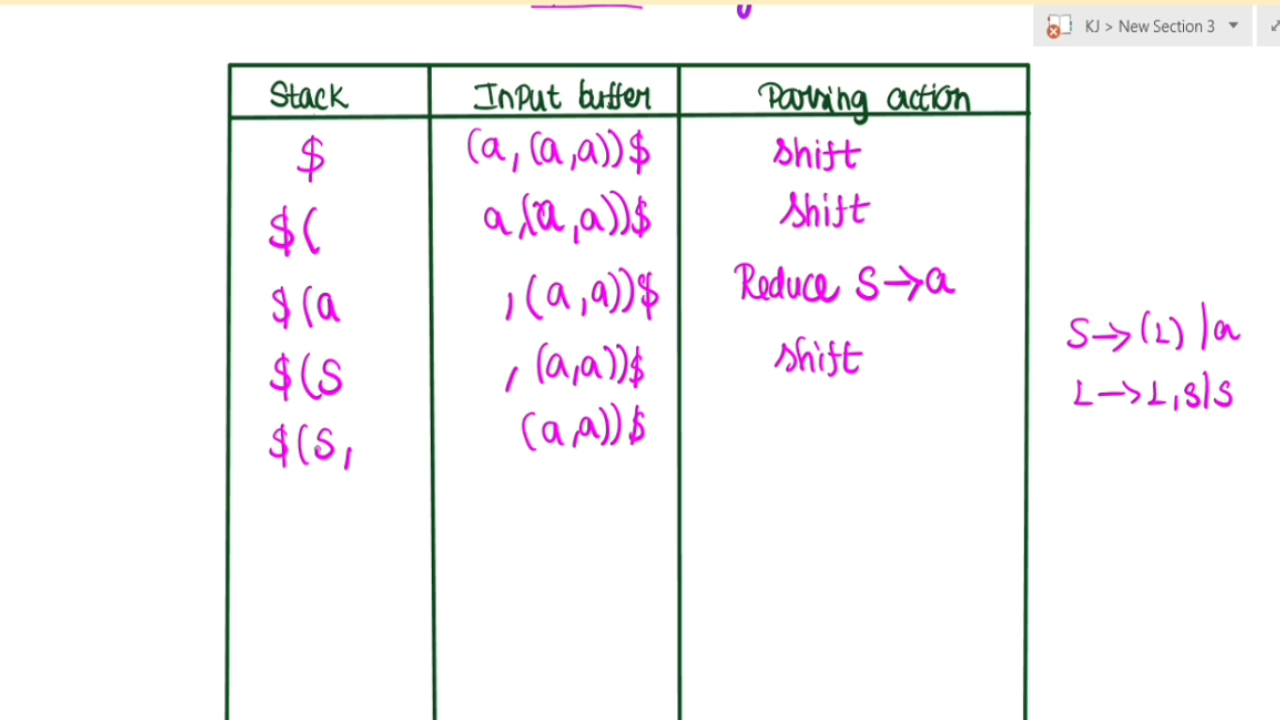 KJ > New Section 3
Stack Input buffer Parsing action
$ (a,(a,a))$ Shift
$( a,(a,a))$ Shift
$(a ,(a,a))$ Reduce S→a
$(S ,(a,a))$ Shift
$(S, (a,a))$
S→(L) |a
L→L,S|S